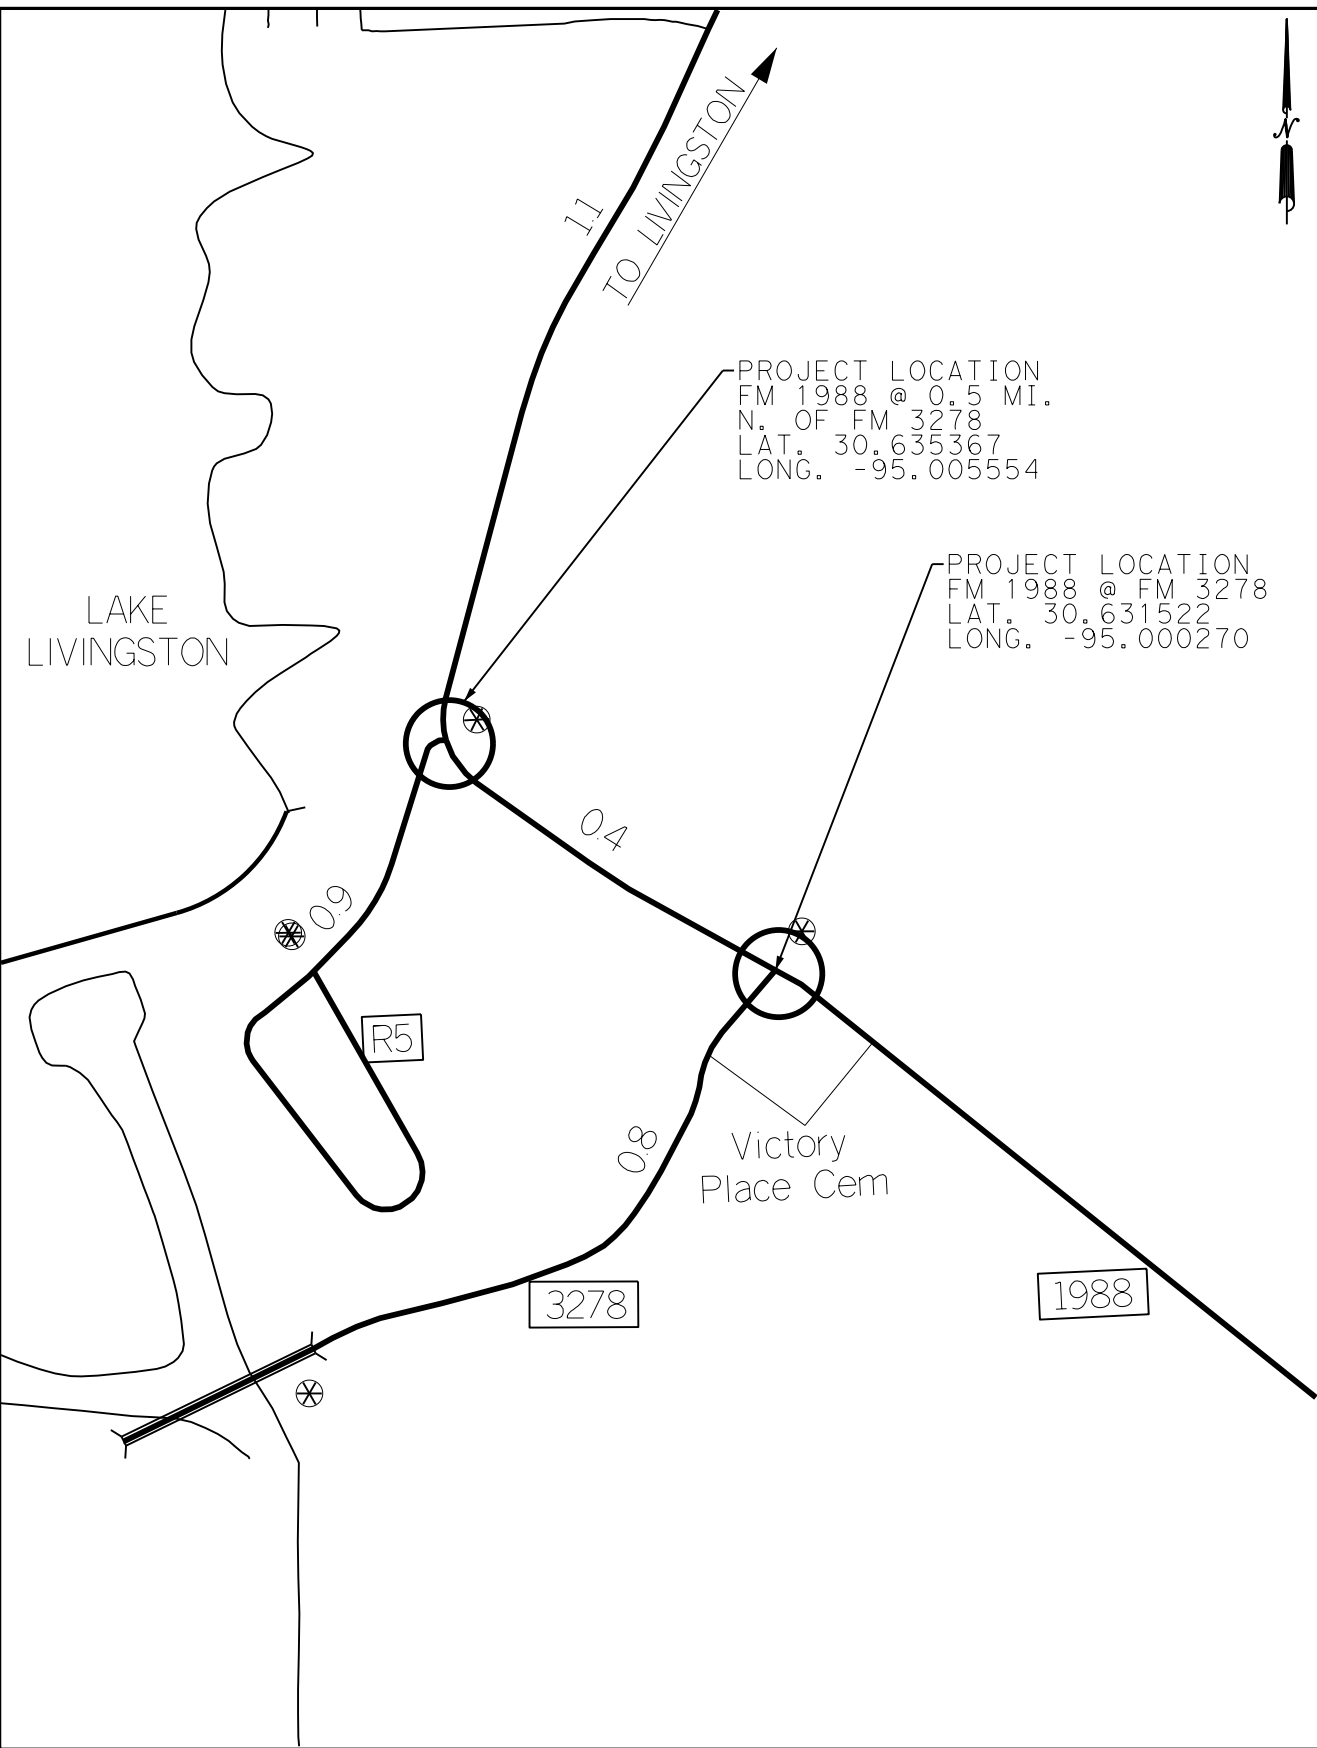 N
1.1
TO LIVINGSTON
PROJECT LOCATION
FM 1988 @ 0.5 MI.
N. OF FM 3278
LAT. 30.635367
LONG. -95.005554
PROJECT LOCATION
FM 1988 @ FM 3278
LAT. 30.631522
LONG. -95.000270
LAKE
LIVINGSTON
0.4
0.9
R5
0.8
Victory
Place Cem
3278
1988